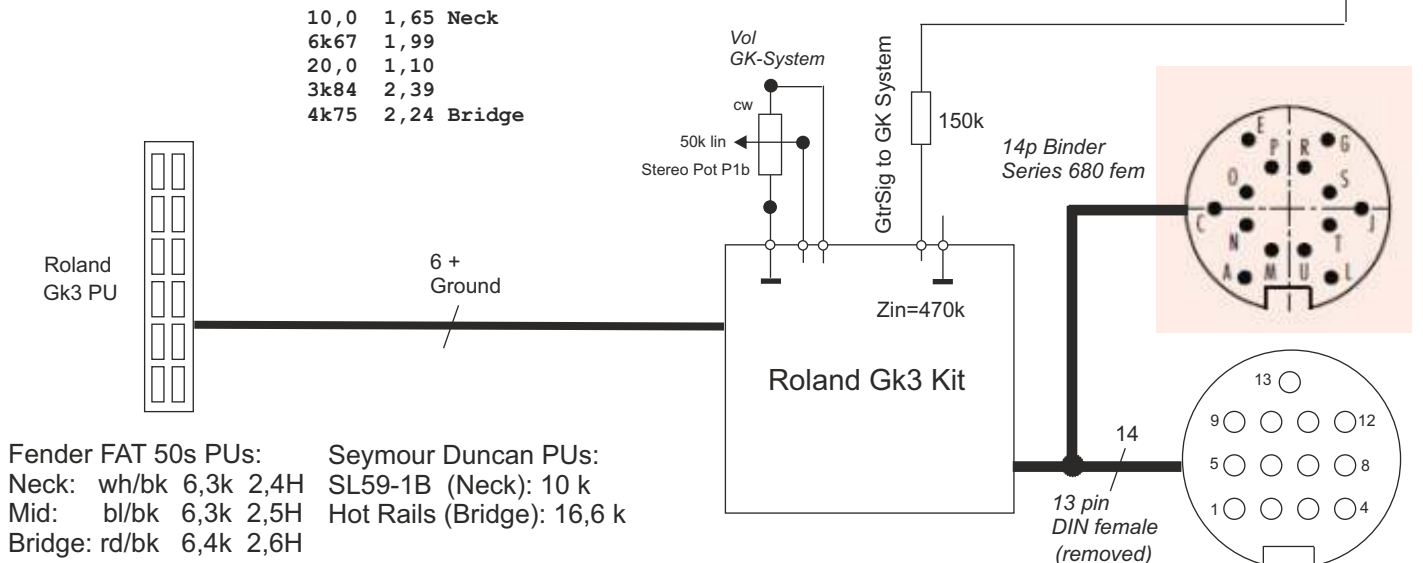 10,0 1,65 Neck
6k67 1,99
20,0 1,10
3k84 2,39
4k75 2,24 Bridge
Vol
GK-System
cw
50k lin
Stereo Pot P1b
GtrSig to GK System
150k
14p Binder
Series 680 fem
E
G
P R
O S
C J
N T
A M U L
Roland
Gk3 PU
6 +
Ground
Zin=470k
Roland Gk3 Kit
13
9 12
5 8
1 4
14
13 pin
DIN female
(removed)
Fender FAT 50s PUs:
Neck: wh/bk 6,3k 2,4H
Mid: bl/bk 6,3k 2,5H
Bridge: rd/bk 6,4k 2,6H
Seymour Duncan PUs:
SL59-1B (Neck): 10 k
Hot Rails (Bridge): 16,6 k